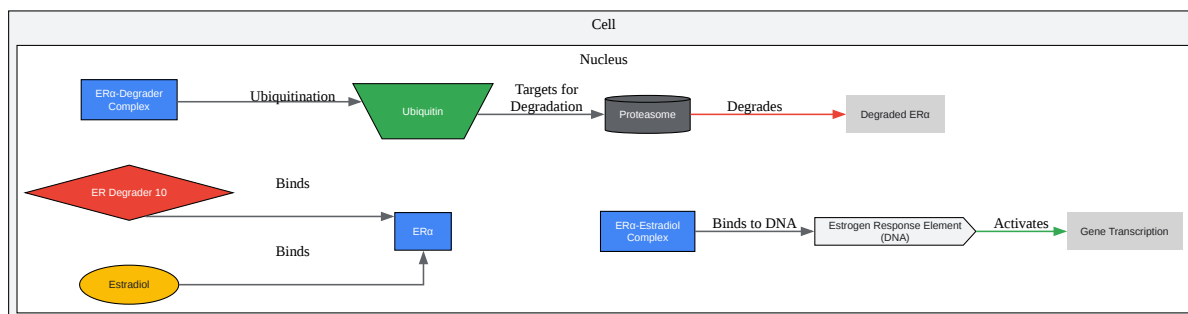 Cell
Nucleus
ERα-Degrader
Complex
Ubiquitination
Ubiquitin
Targets for
Degradation
Proteasome
Degrades
Degraded ERα
ER Degrader 10
Binds
ERα
Binds
Estradiol
ERα-Estradiol
Complex
Binds to DNA
Estrogen Response Element
(DNA)
Activates
Gene Transcription